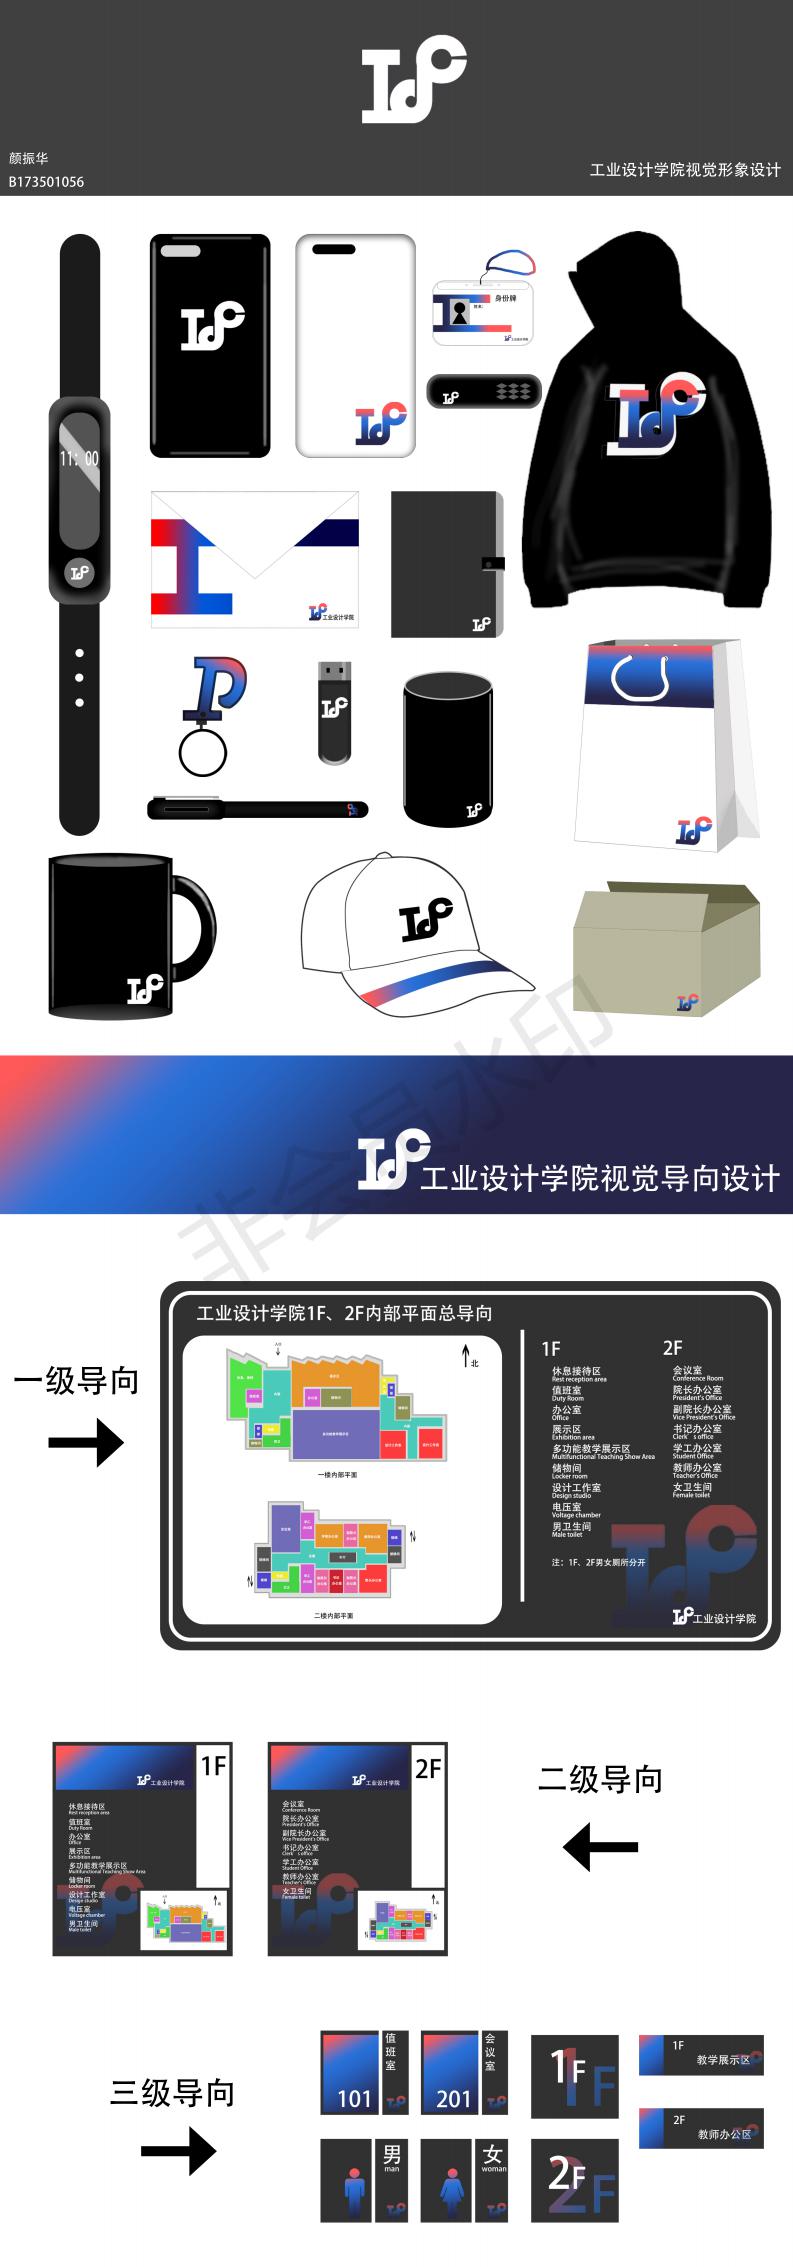 Idc
颜振华
B173501056
工业设计学院视觉形象设计
11: 00
身份牌
工业设计学院
工业设计学院
非会员水印
Idc 工业设计学院视觉导向设计
一级导向
工业设计学院1F、2F内部平面总导向
北
一楼内部平面
二楼内部平面
1F
休息接待区
Rest reception area
值班室
Duty Room
办公室
Office
展示区
Exhibition area
多功能教学展示区
Multifunctional Teaching Show Area
储物间
Locker room
设计工作室
Design studio
电压室
Voltage chamber
男卫生间
Male toilet
2F
会议室
Conference Room
院长办公室
President's Office
副院长办公室
Vice President's Office
书记办公室
Clerk's office
学工办公室
Student Office
教师办公室
Teacher's Office
女卫生间
Female toilet
注：1F、2F男女厕所分开
Idc 工业设计学院
二级导向
1F
Idc 工业设计学院
休息接待区
Rest reception area
值班室
Duty Room
办公室
Office
展示区
Exhibition area
多功能教学展示区
Multifunctional Teaching Show Area
储物间
Locker room
设计工作室
Design studio
电压室
Voltage chamber
男卫生间
Male toilet
2F
Idc 工业设计学院
会议室
Conference Room
院长办公室
President's Office
副院长办公室
Vice President's Office
书记办公室
Clerk's office
学工办公室
Student Office
教师办公室
Teacher's Office
女卫生间
Female toilet
三级导向
值班室
101
会议室
201
1F
1F
1F
教学展示区
2F
教师办公区
男
man
女
woman
2F
2F